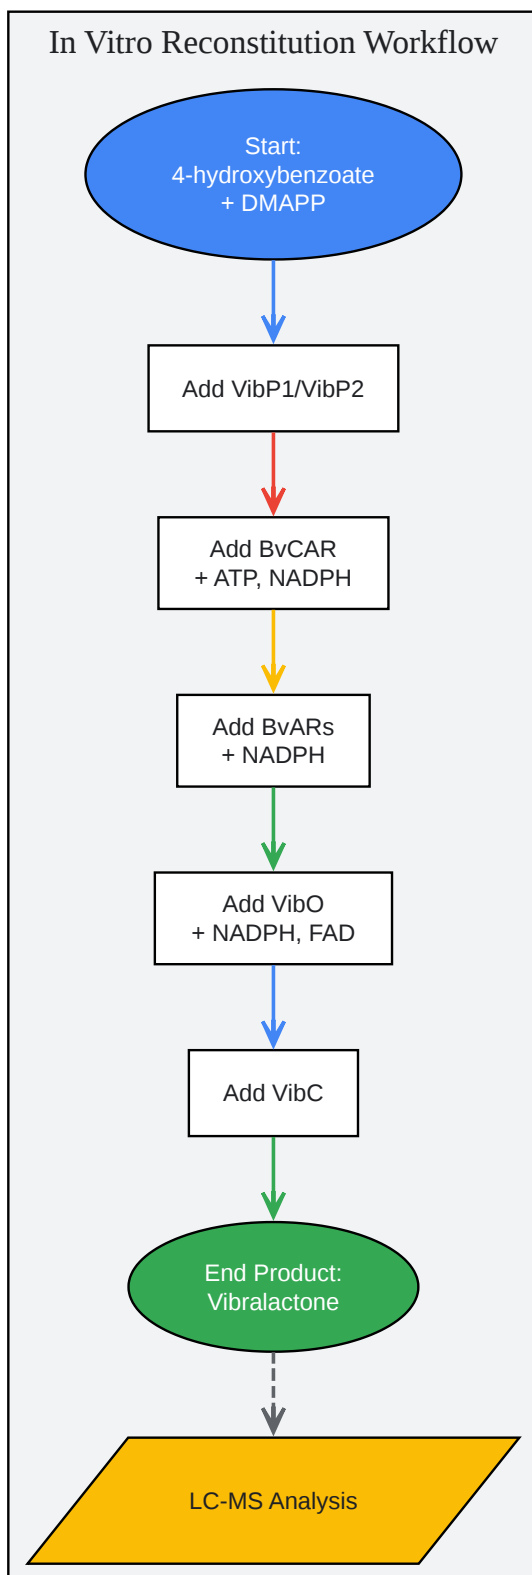 In Vitro Reconstitution Workflow
Start:
4-hydroxybenzoate
+ DMAPP
Add VibP1/VibP2
Add BvCAR
+ ATP, NADPH
Add BvARs
+ NADPH
Add VibO
+ NADPH, FAD
Add VibC
End Product:
Vibralactone
LC-MS Analysis